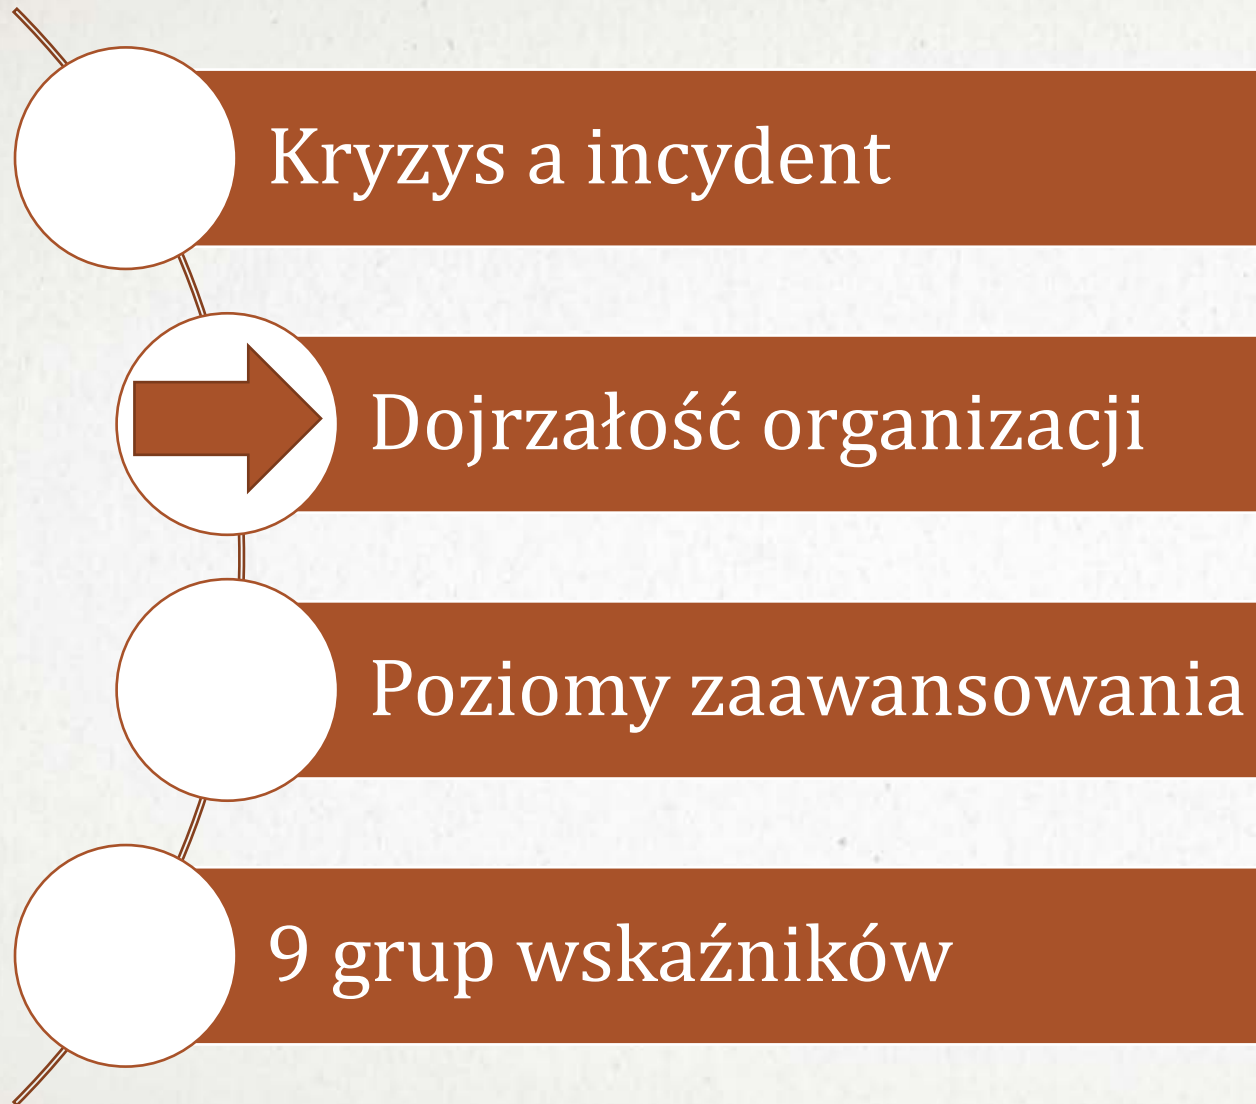 Kryzys a incydent
Dojrzałość organizacji
Poziomy zaawansowania
9 grup wskaźników